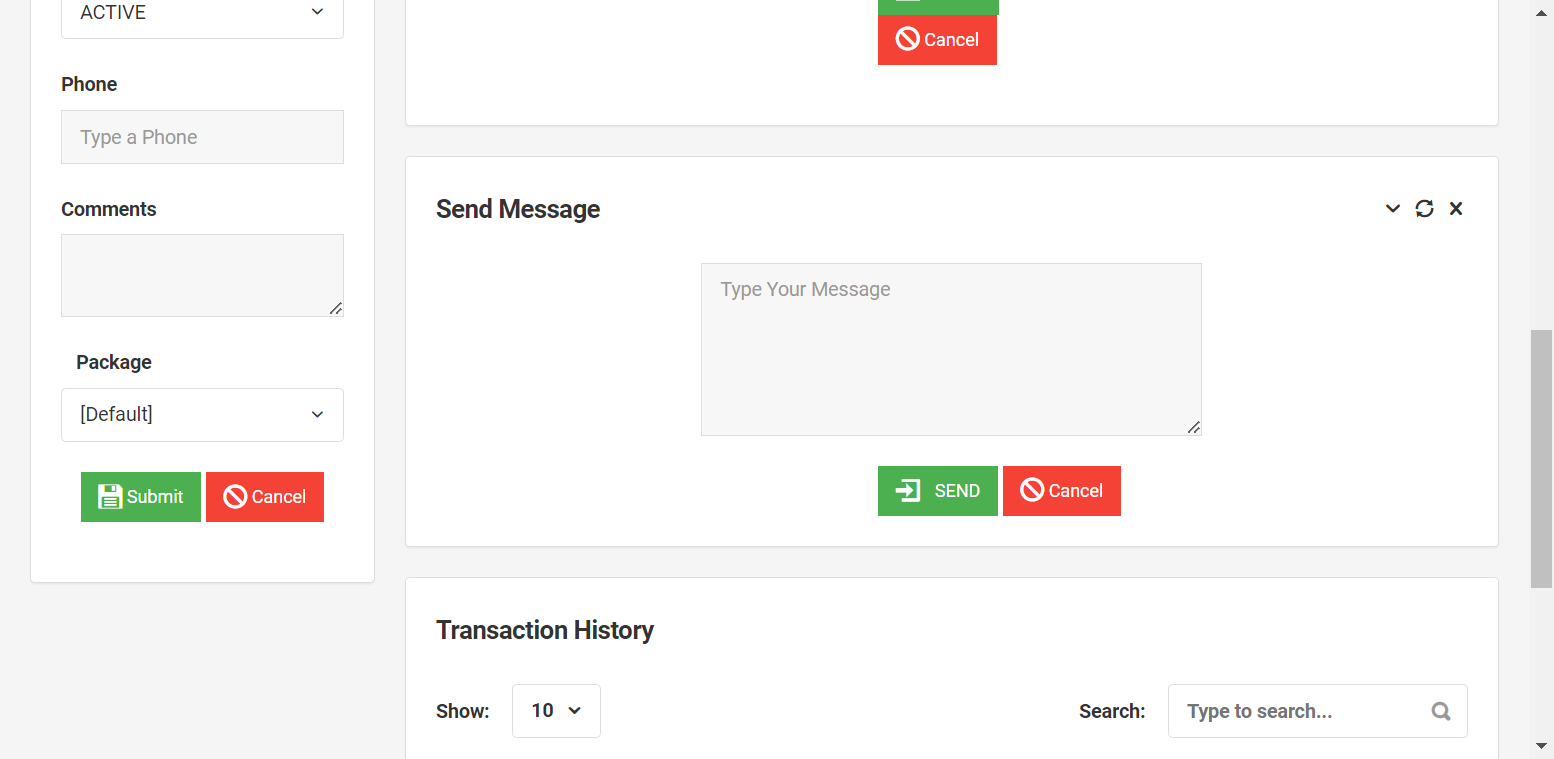 ACTIVE
Phone
Type a Phone
Comments
Package
[Default]
Submit Cancel
Cancel
Send Message
Type Your Message
SEND Cancel
Transaction History
Show: 10 Search: Type to search...